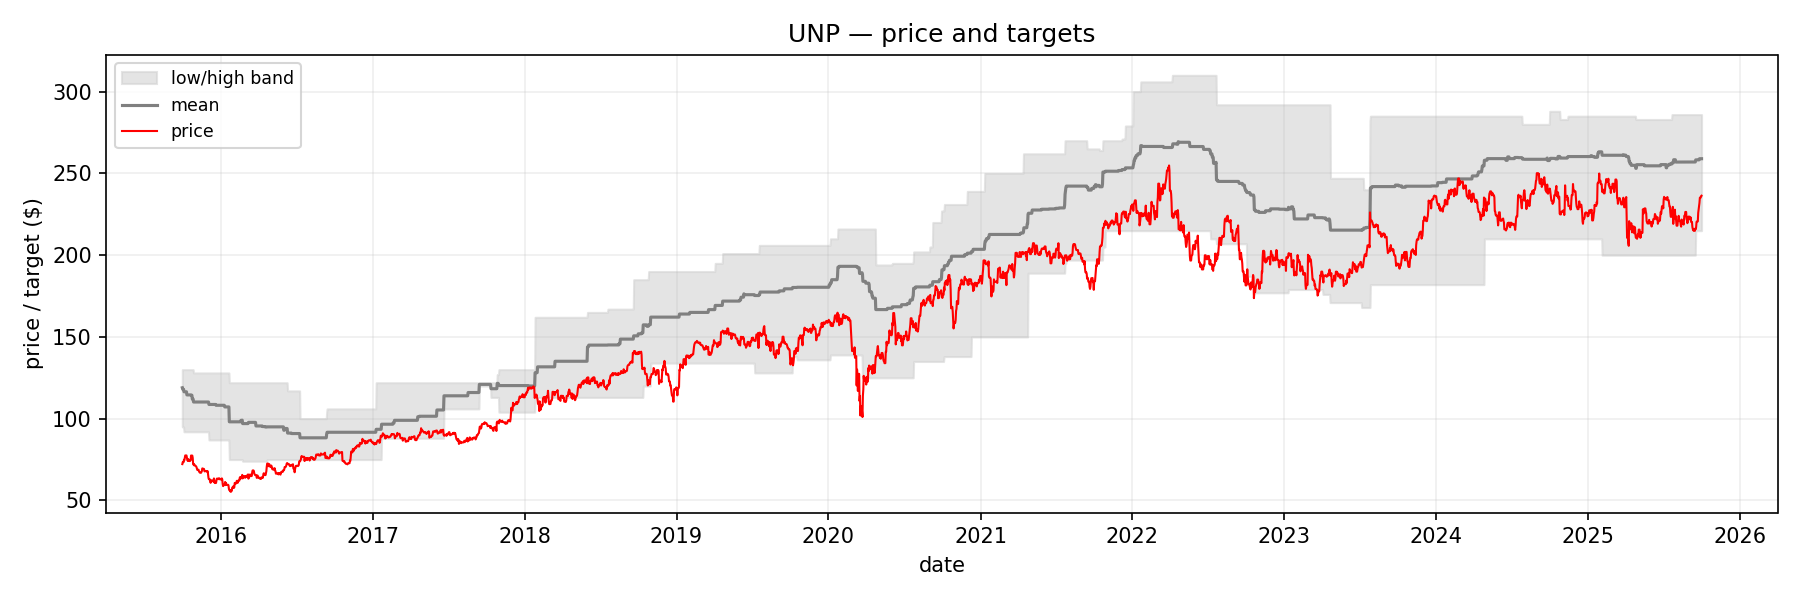 UNP — price and targets
low/high band
mean
price
price / target ($)
300
250
200
150
100
50
2016 2017 2018 2019 2020 2021 2022 2023 2024 2025 2026
date